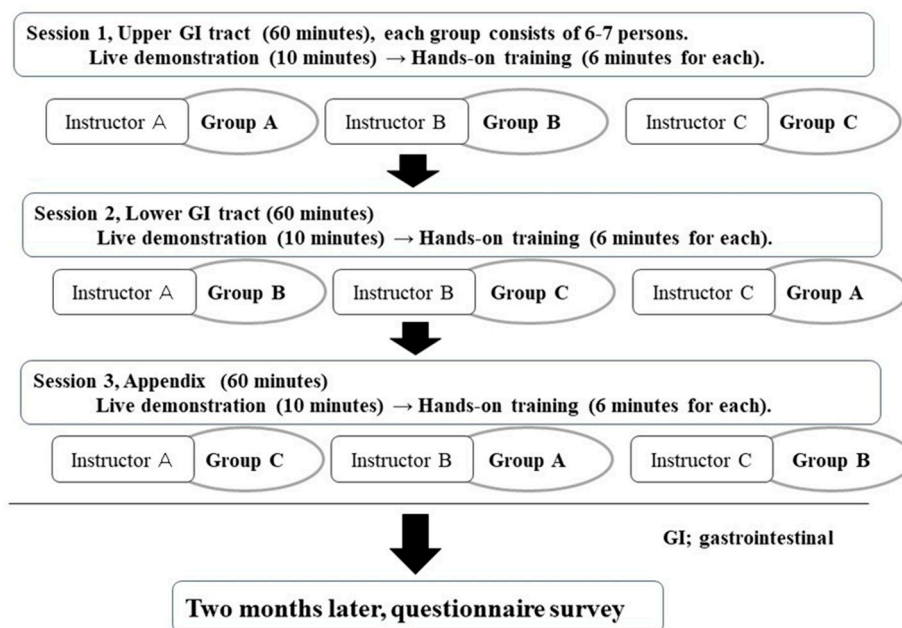 Session 1, Upper GI tract (60 minutes), each group consists of 6-7 persons.
Live demonstration (10 minutes) → Hands-on training (6 minutes for each).
Instructor A Group A Instructor B Group B Instructor C Group C
Session 2, Lower GI tract (60 minutes)
Live demonstration (10 minutes) → Hands-on training (6 minutes for each).
Instructor A Group B Instructor B Group C Instructor C Group A
Session 3, Appendix (60 minutes)
Live demonstration (10 minutes) → Hands-on training (6 minutes for each).
Instructor A Group C Instructor B Group A Instructor C Group B
GI; gastrointestinal
Two months later, questionnaire survey